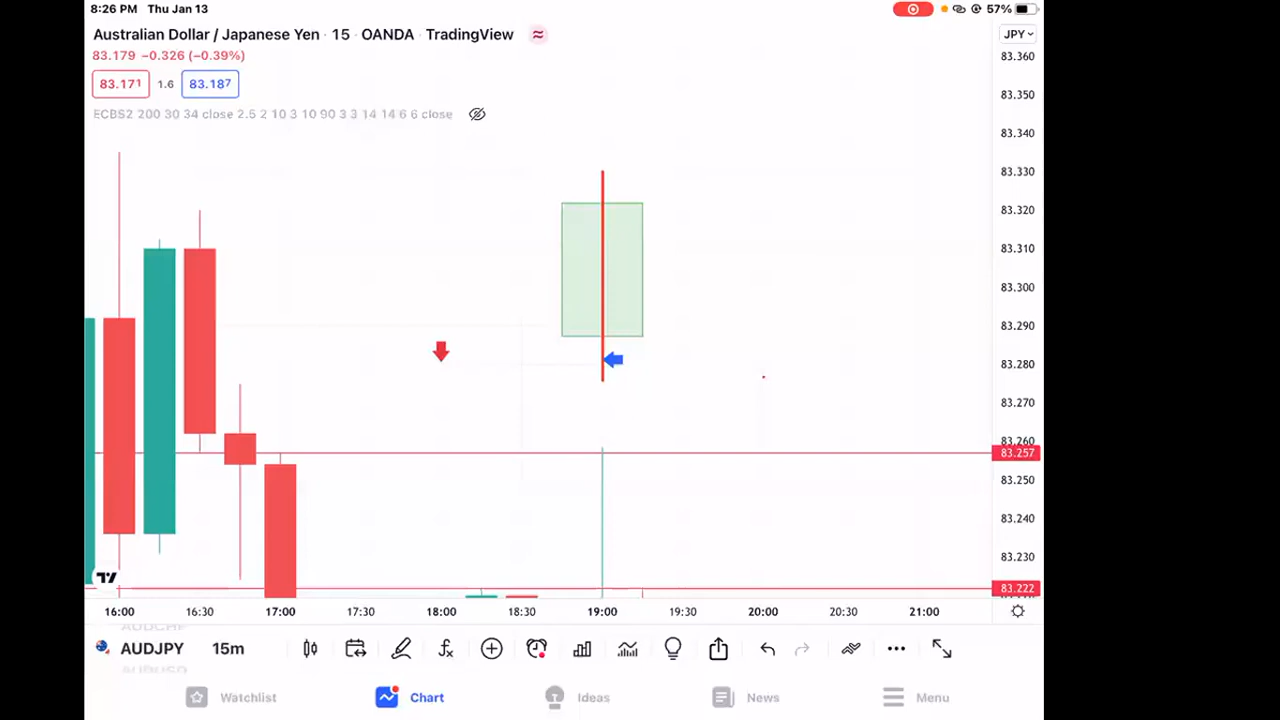 8:26 PM Thu Jan 13
57%
Australian Dollar / Japanese Yen · 15 · OANDA · TradingView
JPY
83.179 −0.326 (−0.39%)
83.171 1.6 83.187
ECBS2 200 30 34 close 2.5 2 10 3 10 90 3 3 14 14 6 6 close
83.360
83.350
83.340
83.330
83.320
83.310
83.300
83.290
83.280
83.270
83.260
83.257
83.250
83.240
83.230
83.222
16:00 16:30 17:00 17:30 18:00 18:30 19:00 19:30 20:00 20:30 21:00
AUDJPY 15m
Watchlist Chart Ideas News Menu